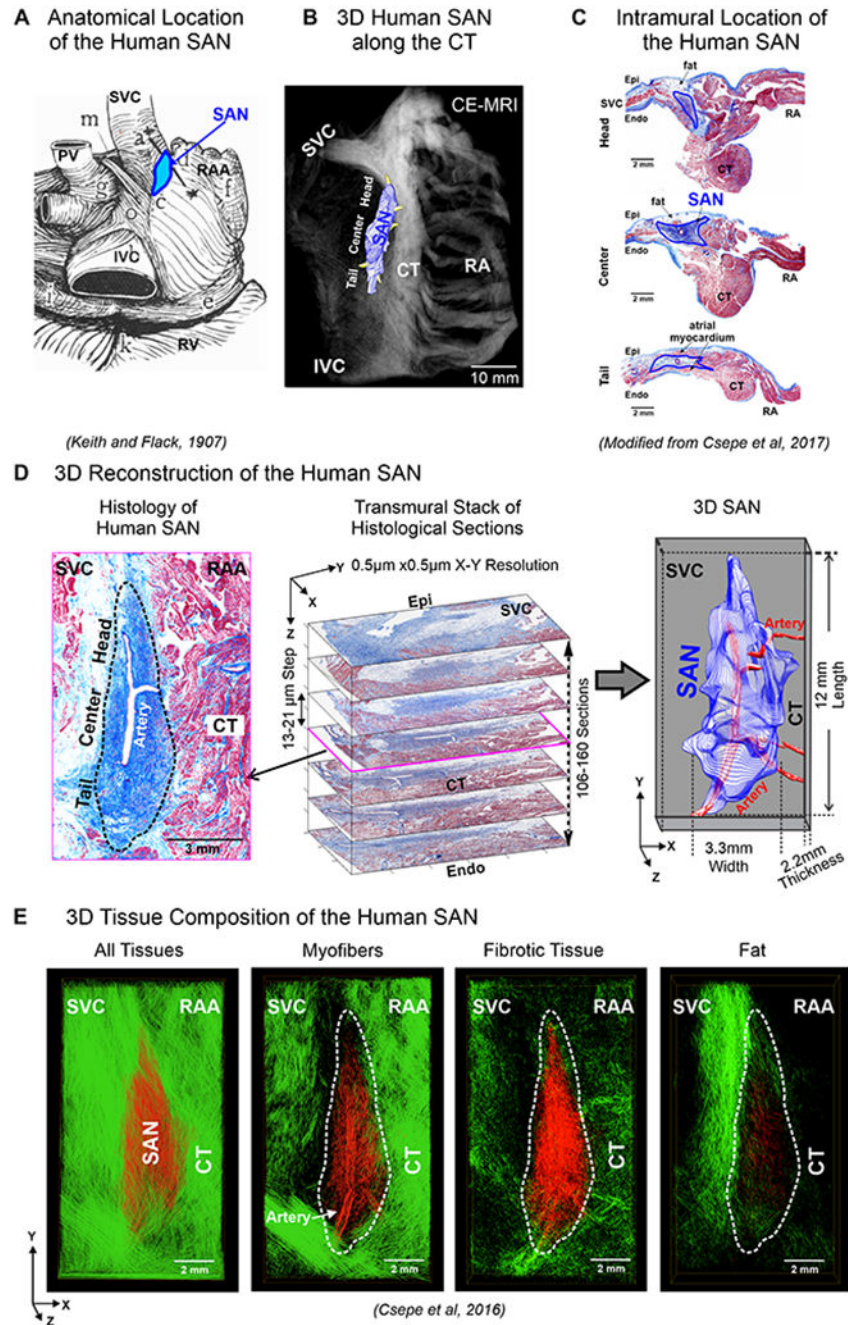 A Anatomical Location of the Human SAN
SVC
SAN
m
a
PV
RAA
g
f
c
o
IVC
e
k
RV
(Keith and Flack, 1907)
B 3D Human SAN along the CT
CE-MRI
SVC
Head
Center
SAN
Tail
CT
RA
IVC
10 mm
C Intramural Location of the Human SAN
Epi
fat
SVC
Endo
RA
Head
CT
2 mm
SAN
fat
Epi
Center
Endo
RA
CT
2 mm
atrial myocardium
Epi
Tail
CT
Endo
RA
2 mm
(Modified from Csepe et al, 2017)
D 3D Reconstruction of the Human SAN
Histology of Human SAN
SVC
RAA
Head
Center
Artery
CT
Tail
3 mm
Transmural Stack of Histological Sections
Y
X
Z
0.5µm x0.5µm X-Y Resolution
Epi
SVC
13-21 µm Step
106-160 Sections
CT
Endo
3D SAN
SVC
Artery
SAN
CT
12 mm Length
Artery
Y
X
Z
3.3mm Width
2.2mm Thickness
E 3D Tissue Composition of the Human SAN
All Tissues
SVC
RAA
SAN
CT
2 mm
Myofibers
SVC
RAA
CT
Artery
2 mm
Fibrotic Tissue
SVC
RAA
CT
2 mm
Fat
SVC
RAA
CT
2 mm
Y
X
Z
(Csepe et al, 2016)